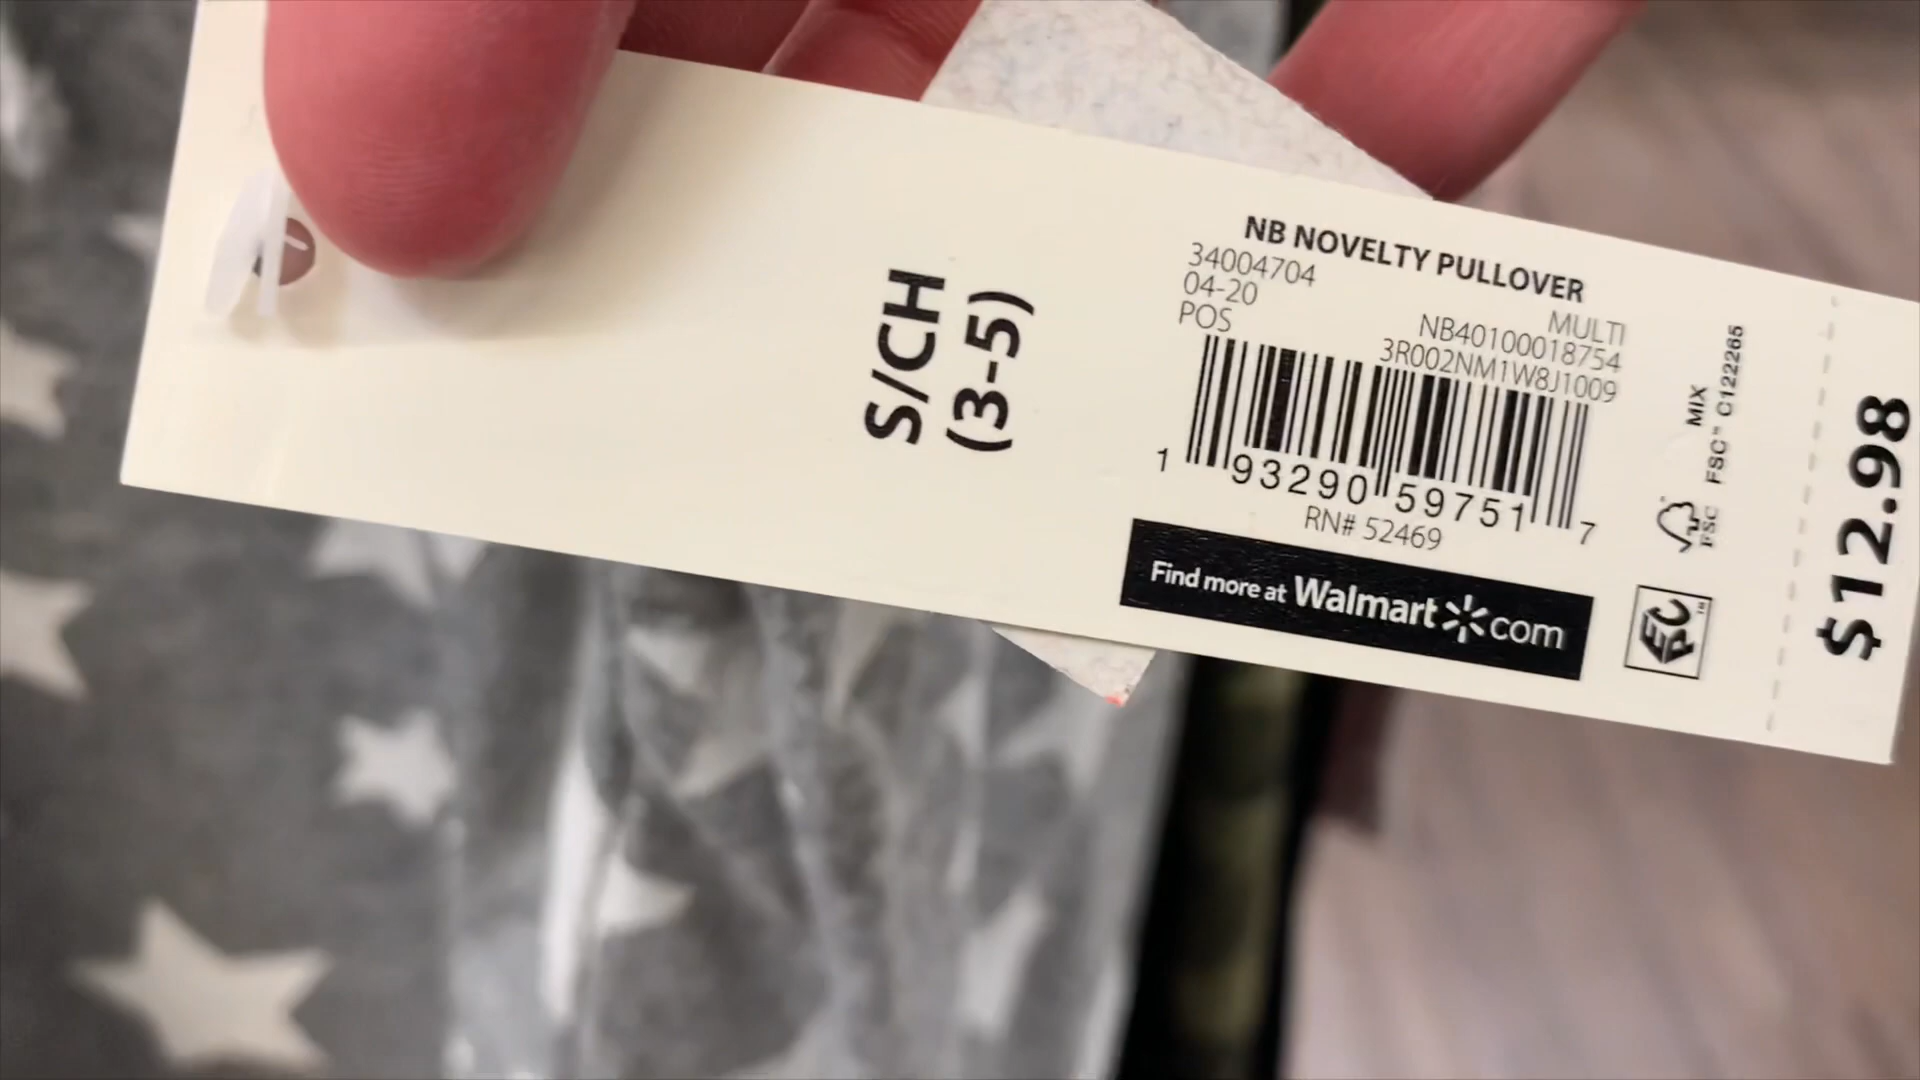 S/CH
(3-5)
NB NOVELTY PULLOVER
34004704
04-20
POS
MULTI
NB40100018754
3R002NM1W8J1009
1 93290 59751 7
RN# 52469
Find more at Walmart com
MIX
FSC™ C122265
FSC
EPC™
$12.98